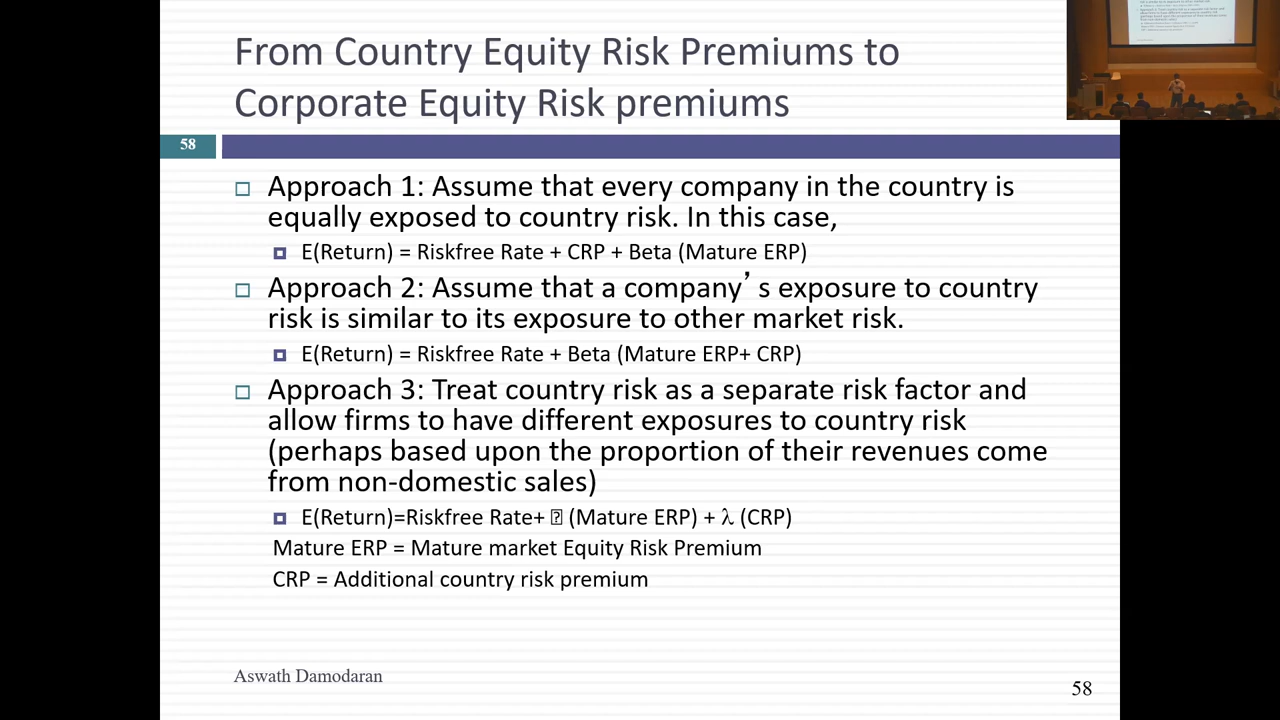 From Country Equity Risk Premiums to
Corporate Equity Risk premiums
58
Approach 1: Assume that every company in the country is
equally exposed to country risk. In this case,
E(Return) = Riskfree Rate + CRP + Beta (Mature ERP)
Approach 2: Assume that a company’ s exposure to country
risk is similar to its exposure to other market risk.
E(Return) = Riskfree Rate + Beta (Mature ERP+ CRP)
Approach 3: Treat country risk as a separate risk factor and
allow firms to have different exposures to country risk
(perhaps based upon the proportion of their revenues come
from non-domestic sales)
E(Return)=Riskfree Rate+ (Mature ERP) + λ (CRP)
Mature ERP = Mature market Equity Risk Premium
CRP = Additional country risk premium
Aswath Damodaran
58